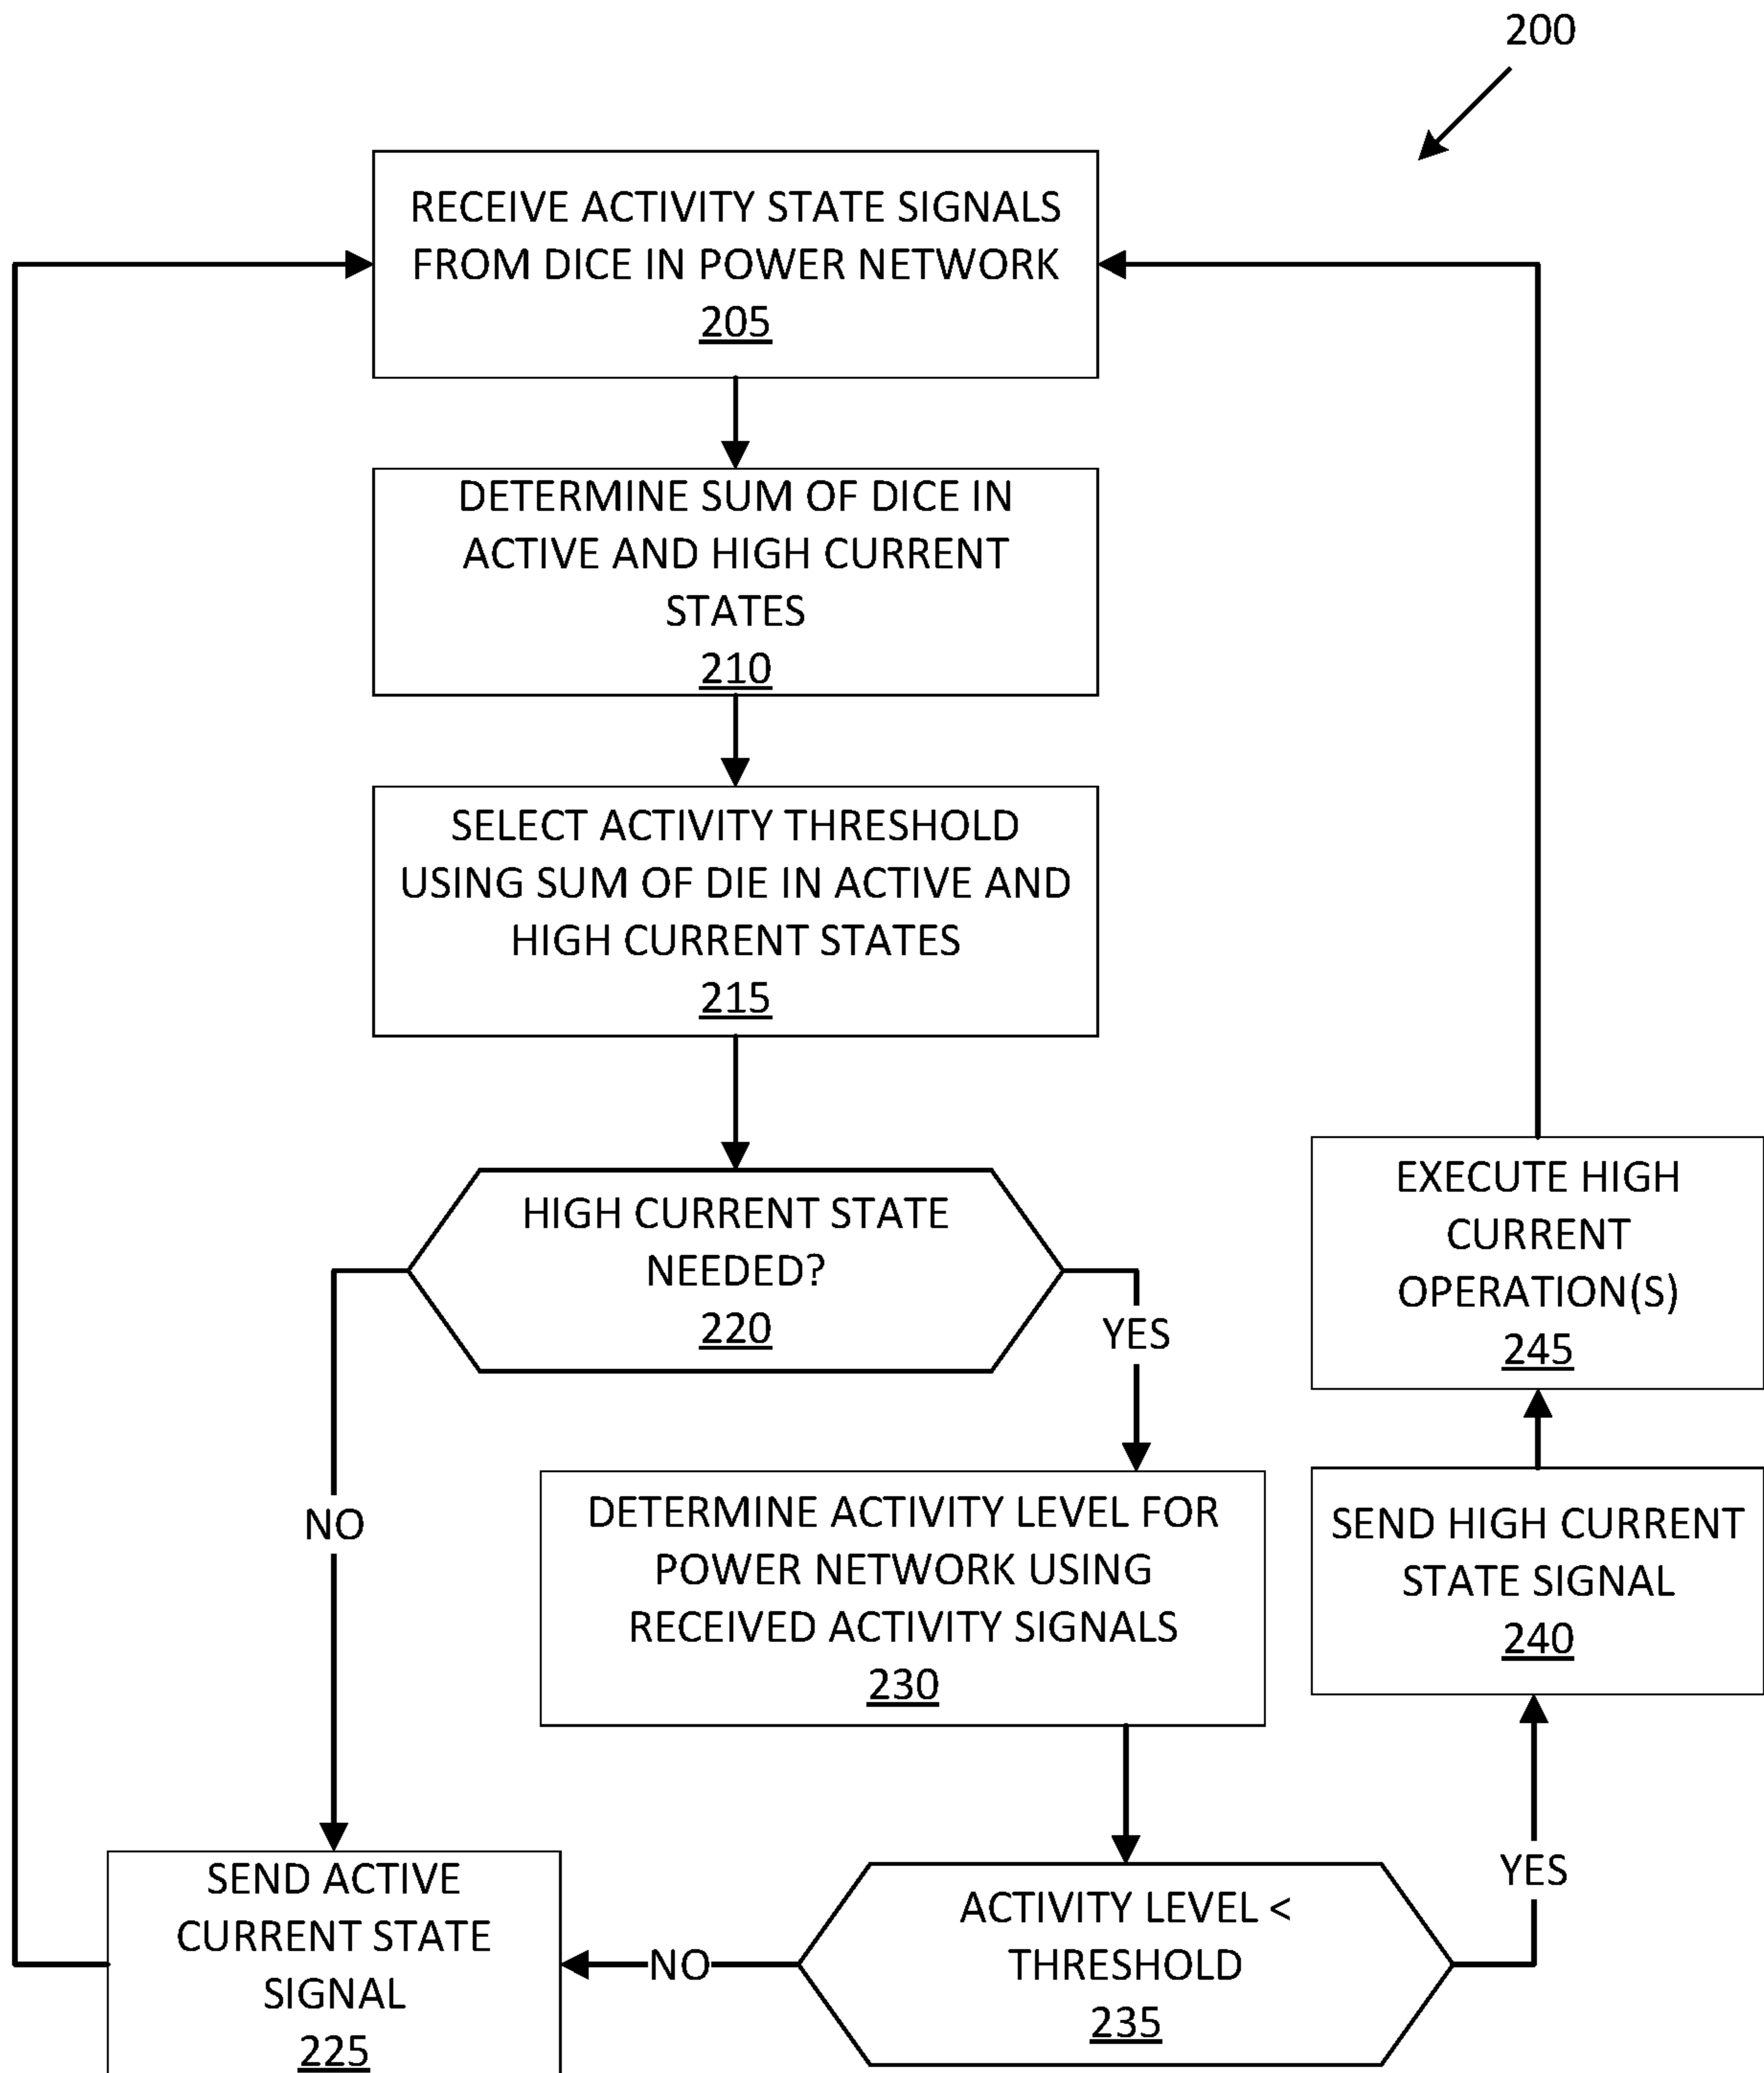 200
RECEIVE ACTIVITY STATE SIGNALS
FROM DICE IN POWER NETWORK
205
DETERMINE SUM OF DICE IN
ACTIVE AND HIGH CURRENT
STATES
210
SELECT ACTIVITY THRESHOLD
USING SUM OF DIE IN ACTIVE AND
HIGH CURRENT STATES
215
HIGH CURRENT STATE
NEEDED?
220
YES
NO
EXECUTE HIGH
CURRENT
OPERATION(S)
245
DETERMINE ACTIVITY LEVEL FOR
POWER NETWORK USING
RECEIVED ACTIVITY SIGNALS
230
SEND HIGH CURRENT
STATE SIGNAL
240
SEND ACTIVE
CURRENT STATE
SIGNAL
225
NO
ACTIVITY LEVEL <
THRESHOLD
235
YES